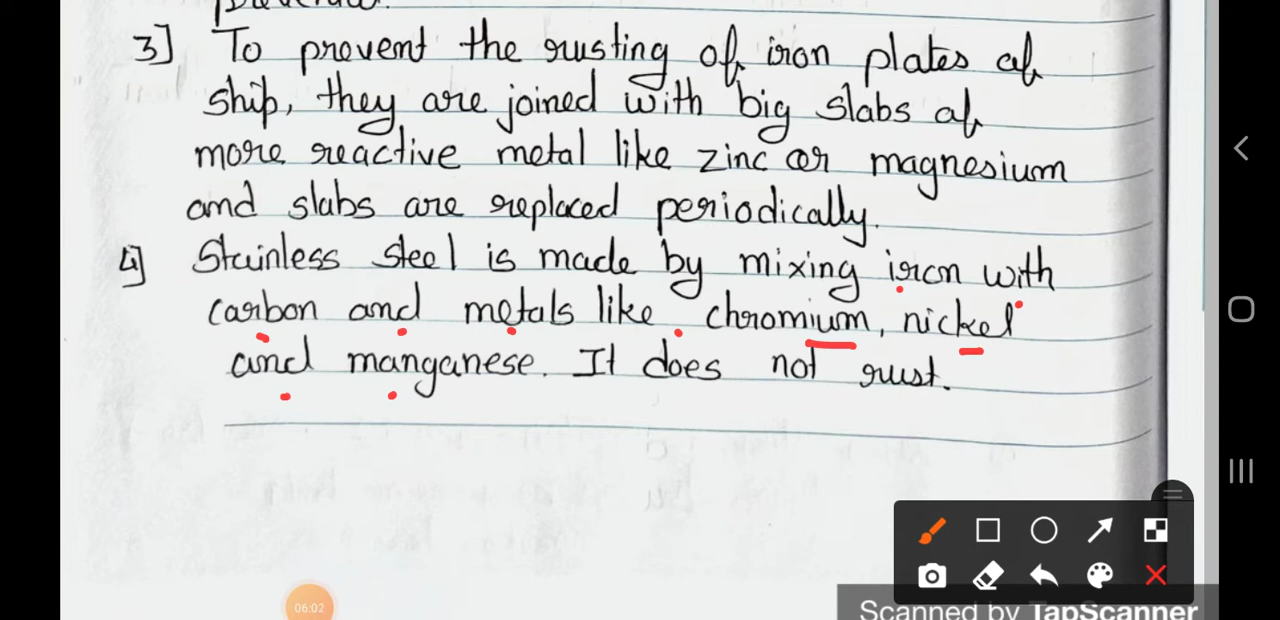 3] To prevent the rusting of iron plates of
ship, they are joined with big slabs of
more reactive metal like zinc or magnesium
and slabs are replaced periodically.
4] Stainless steel is made by mixing iron with
carbon and metals like chromium, nickel
and manganese. It does not rust.
06:02
Scanned by TapScanner